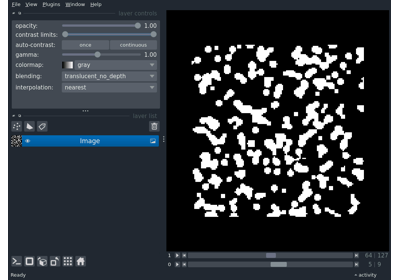 File View Plugins Window Help
layer controls
opacity: 1.00
contrast limits:
auto-contrast: once continuous
gamma: 1.00
colormap: gray
blending: translucent_no_depth
interpolation: nearest
layer list
Image
1 64 127
0 5 9
Ready activity